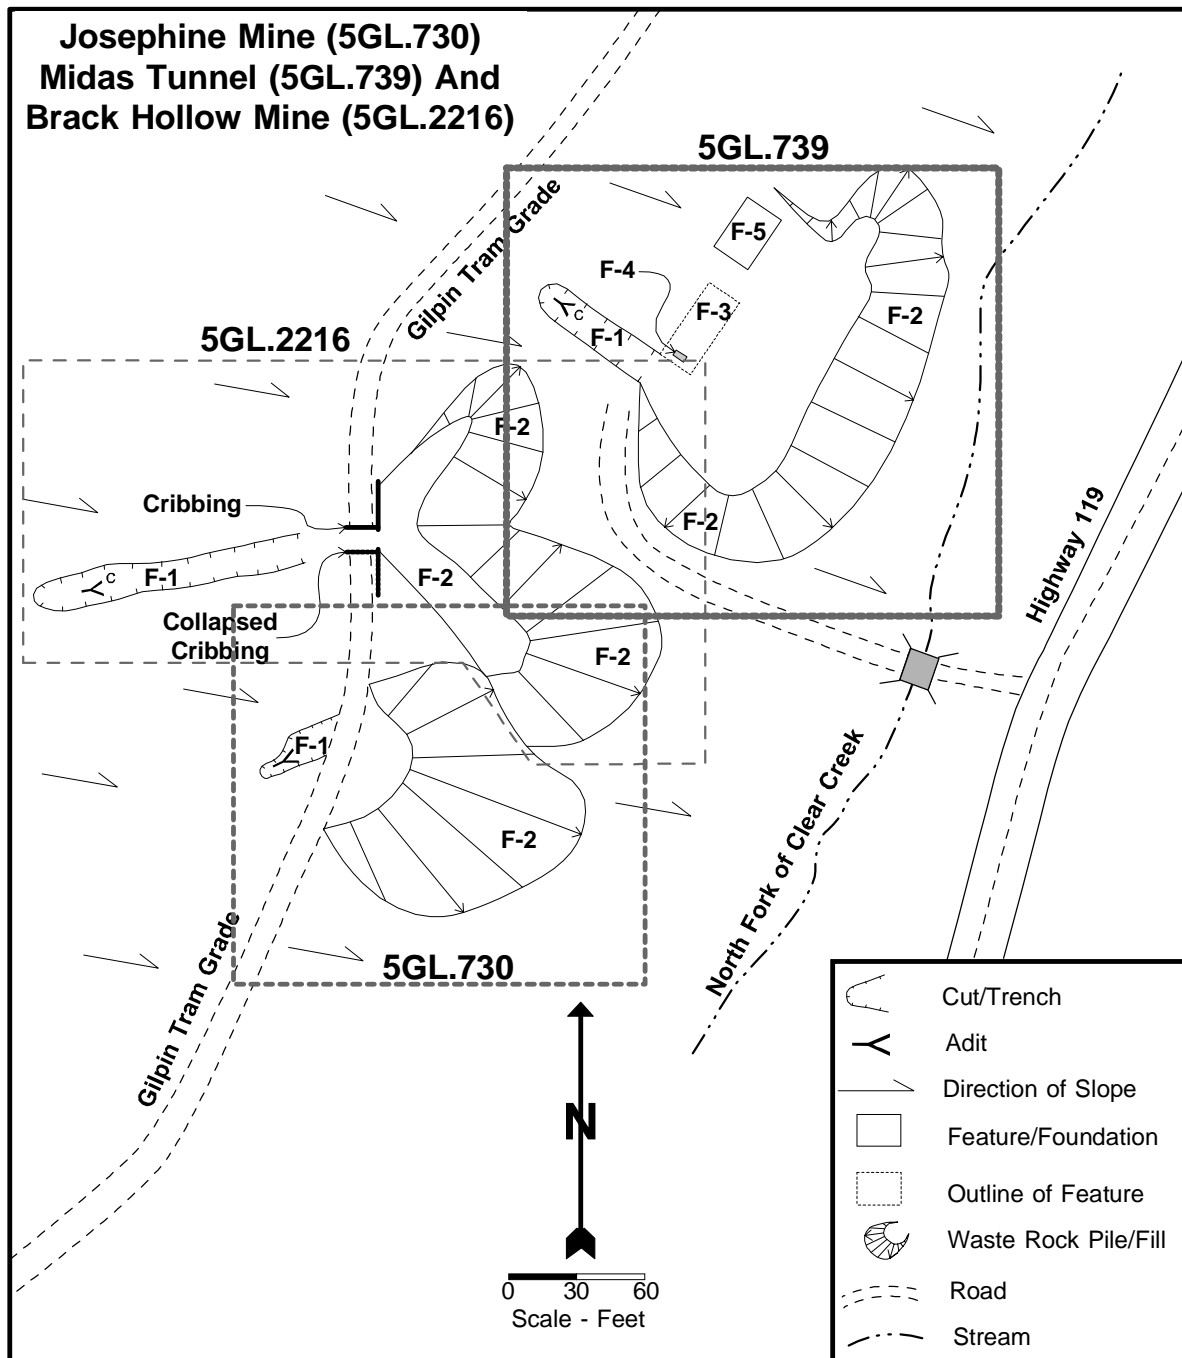 Josephine Mine (5GL.730)
Midas Tunnel (5GL.739) And
Brack Hollow Mine (5GL.2216)
5GL.739
Gilpin Tram Grade
F-5
F-4
F-3
F-2
C
F-1
5GL.2216
F-2
Cribbing
F-2
Highway 119
C
F-1
F-2
Collapsed
Cribbing
F-2
F-1
F-2
North Fork of Clear Creek
5GL.730
Gilpin Tram Grade
N
0 30 60
Scale - Feet
Cut/Trench
Adit
Direction of Slope
Feature/Foundation
Outline of Feature
Waste Rock Pile/Fill
Road
Stream